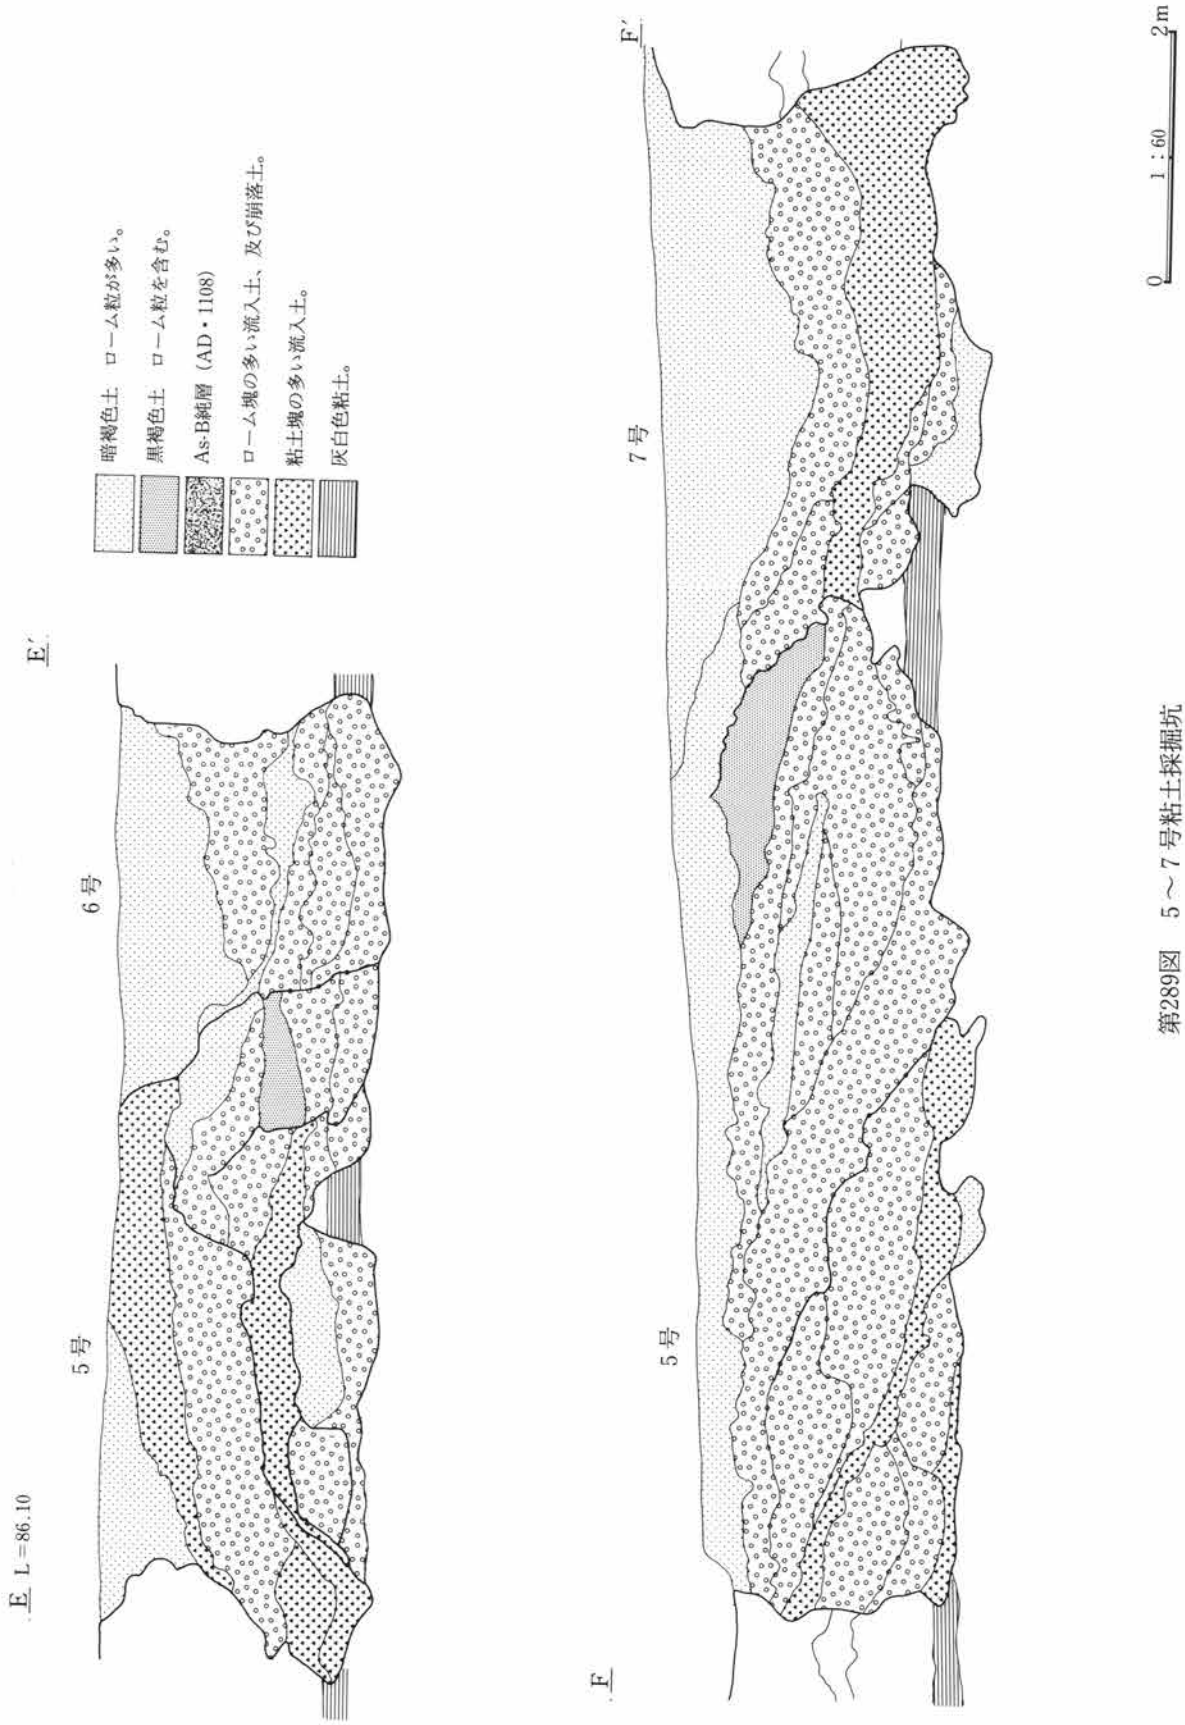 E L=86.10
E′
5号
6号
暗褐色土 ローム粒が多い。
黒褐色土 ローム粒を含む。
As-B純層 (AD・1108)
ローム塊の多い流入土、及び崩落土。
粘土塊の多い流入土。
灰白色粘土。
F
F′
5号
7号
0 1:60 2m
第289図 5~7号粘土採掘坑